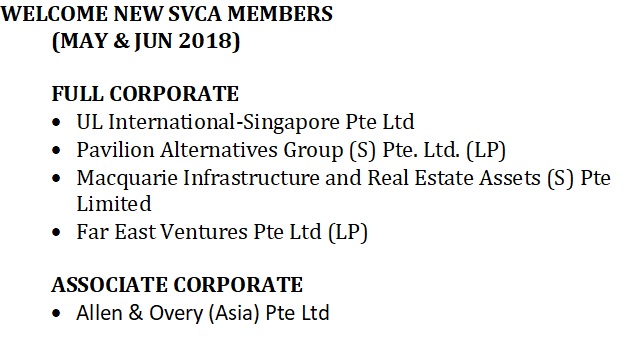 WELCOME NEW SVCA MEMBERS
(MAY & JUN 2018)
FULL CORPORATE
• UL International-Singapore Pte Ltd
• Pavilion Alternatives Group (S) Pte. Ltd. (LP)
• Macquarie Infrastructure and Real Estate Assets (S) Pte
Limited
• Far East Ventures Pte Ltd (LP)
ASSOCIATE CORPORATE
• Allen & Overy (Asia) Pte Ltd